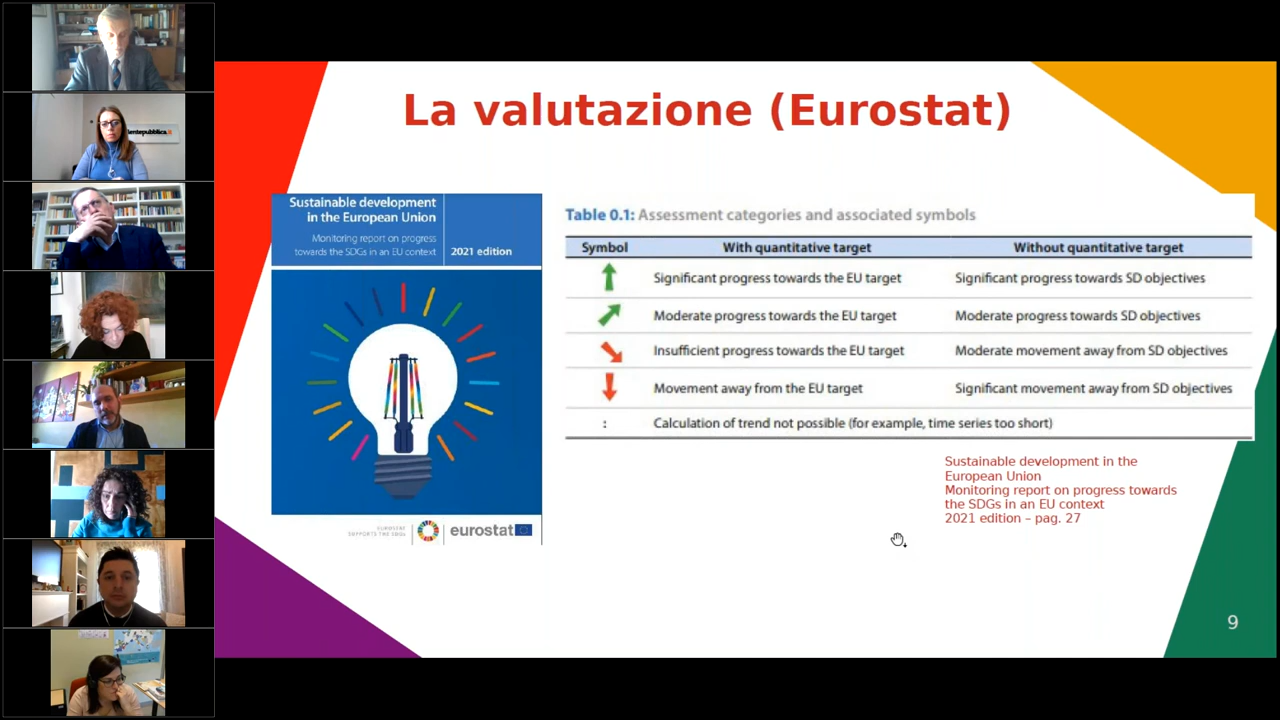 lentepubblica.it
La valutazione (Eurostat)
Sustainable development
in the European Union
Monitoring report on progress
towards the SDGs in an EU context
2021 edition
EUROSTAT
SUPPORTS THE SDGs
eurostat
Table 0.1: Assessment categories and associated symbols
Symbol With quantitative target Without quantitative target
Significant progress towards the EU target Significant progress towards SD objectives
Moderate progress towards the EU target Moderate progress towards SD objectives
Insufficient progress towards the EU target Moderate movement away from SD objectives
Movement away from the EU target Significant movement away from SD objectives
: Calculation of trend not possible (for example, time series too short)
Sustainable development in the
European Union
Monitoring report on progress towards
the SDGs in an EU context
2021 edition – pag. 27
9